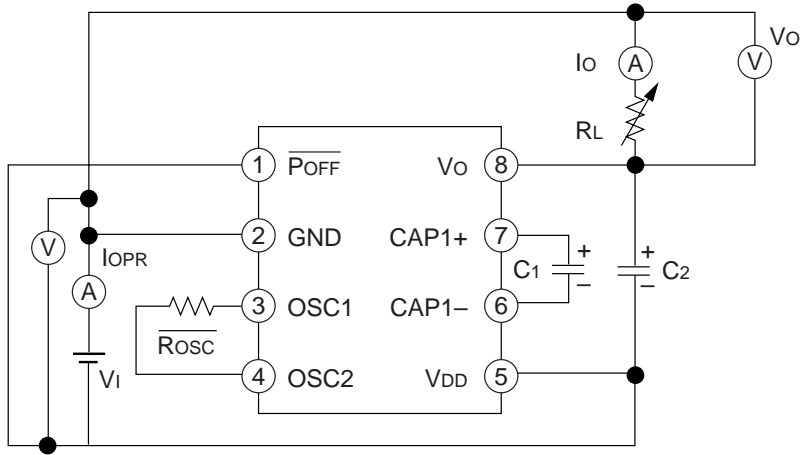 VO
IO
A
V
RL
1
POFF
VO
8
V
IOPR
2
GND
CAP1+
7
+
C1
–
+
C2
–
A
3
OSC1
CAP1–
6
ROSC
VI
4
OSC2
VDD
5